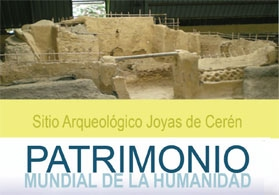 Sitio Arqueológico Joyas de Cerén
PATRIMONIO
MUNDIAL DE LA HUMANIDAD